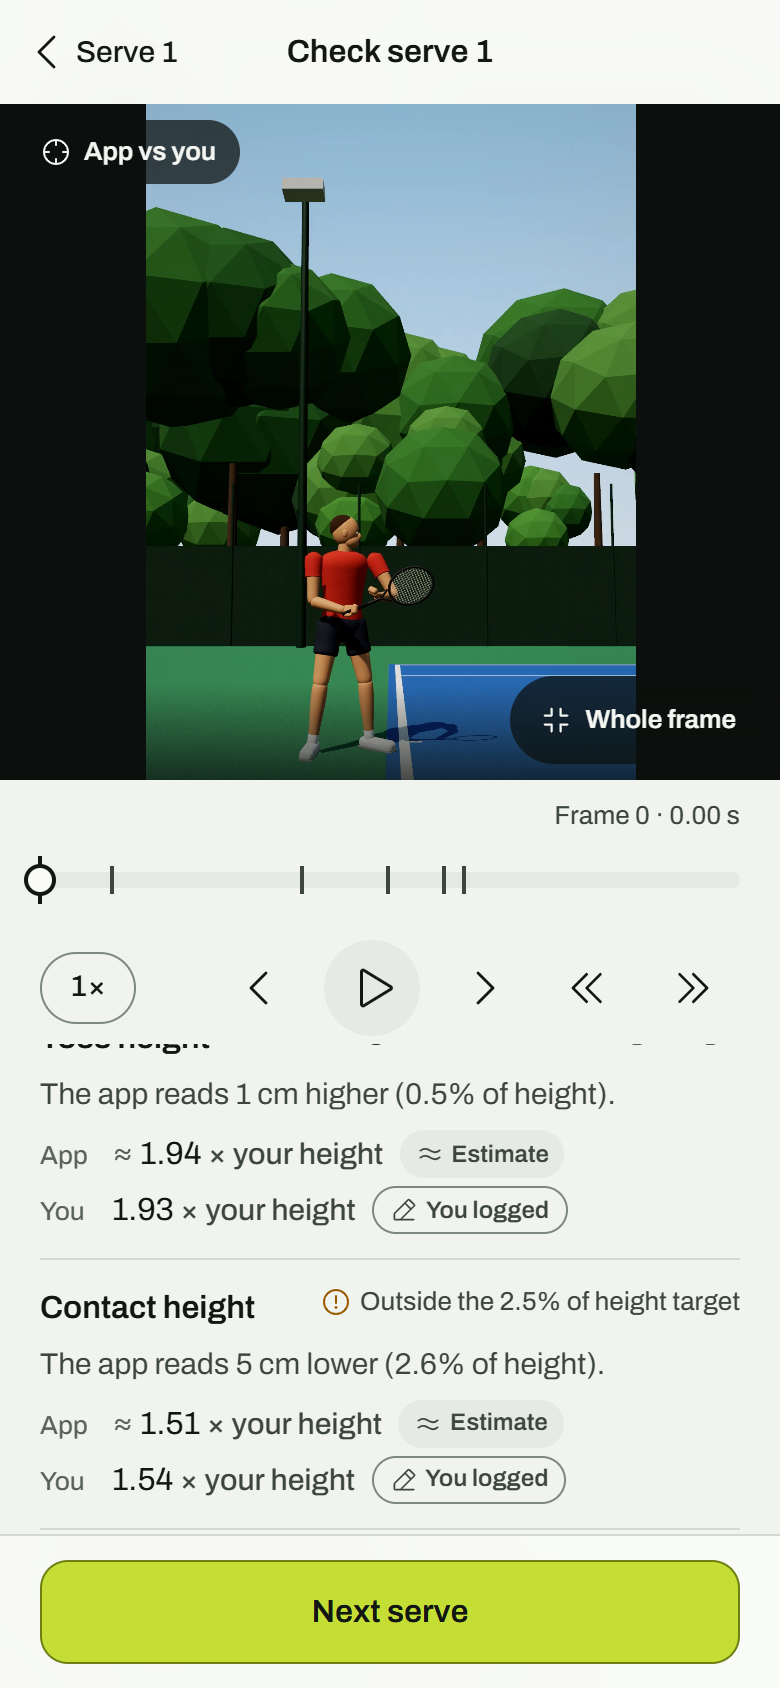 Serve 1
Check serve 1
App vs you
Whole frame
Frame 0 · 0.00 s
1×
The app reads 1 cm higher (0.5% of height).
App ≈ 1.94 × your height ≈ Estimate
You 1.93 × your height You logged
Contact height Outside the 2.5% of height target
The app reads 5 cm lower (2.6% of height).
App ≈ 1.51 × your height ≈ Estimate
You 1.54 × your height You logged
Next serve